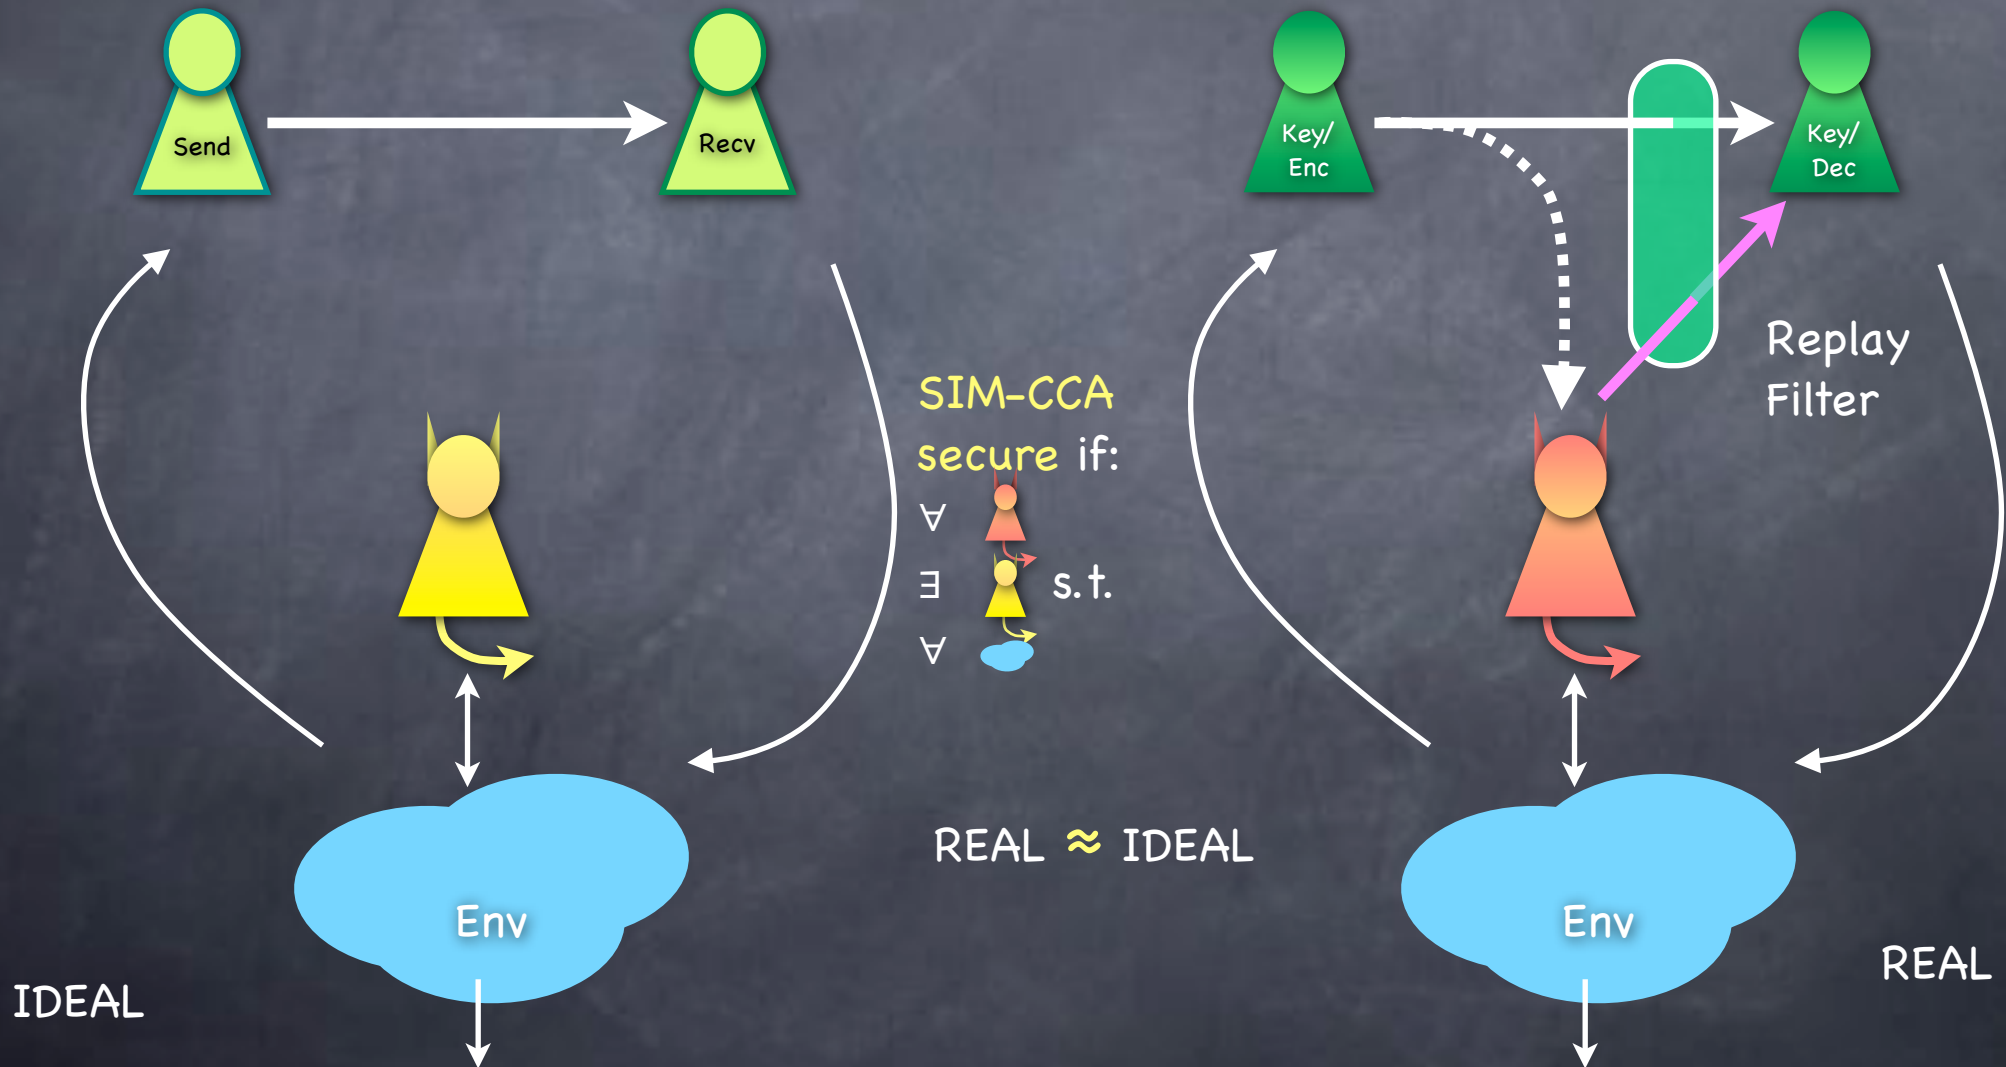 Send
Recv
Key/
Enc
Key/
Dec
Replay
Filter
SIM-CCA
secure if:
∀
∃ s.t.
∀
REAL ≈ IDEAL
Env
Env
IDEAL
REAL